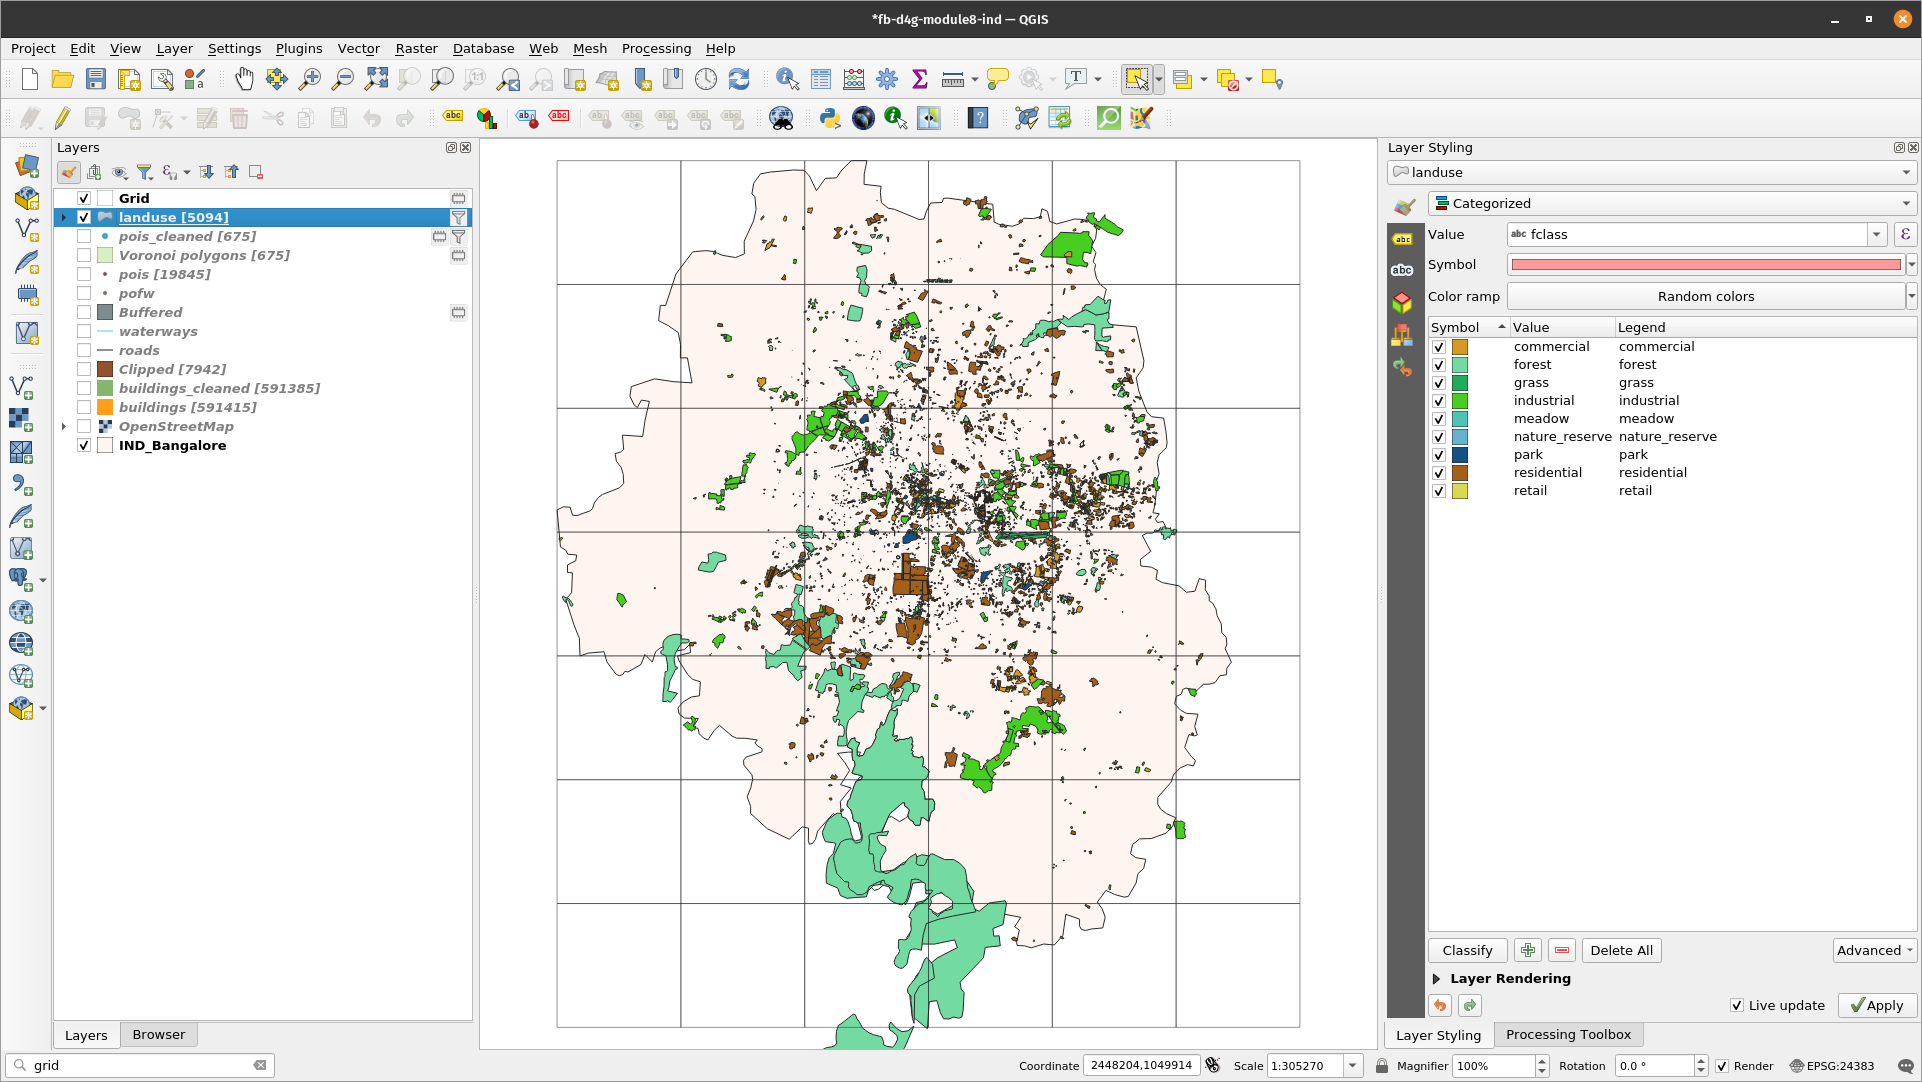 *fb-d4g-module8-ind — QGIS
Project Edit View Layer Settings Plugins Vector Raster Database Web Mesh Processing Help
Layers
Grid
landuse [5094]
pois_cleaned [675]
Voronoi polygons [675]
pois [19845]
pofw
Buffered
waterways
roads
Clipped [7942]
buildings_cleaned [591385]
buildings [591415]
OpenStreetMap
IND_Bangalore
Layers Browser
Layer Styling
landuse
Categorized
Value abc fclass ε
Symbol
Color ramp Random colors
Symbol Value Legend
commercial commercial
forest forest
grass grass
industrial industrial
meadow meadow
nature_reserve nature_reserve
park park
residential residential
retail retail
Classify Delete All Advanced
Layer Rendering
Live update Apply
Layer Styling Processing Toolbox
grid Coordinate 2448204,1049914 Scale 1:305270 Magnifier 100% Rotation 0.0 ° Render EPSG:24383